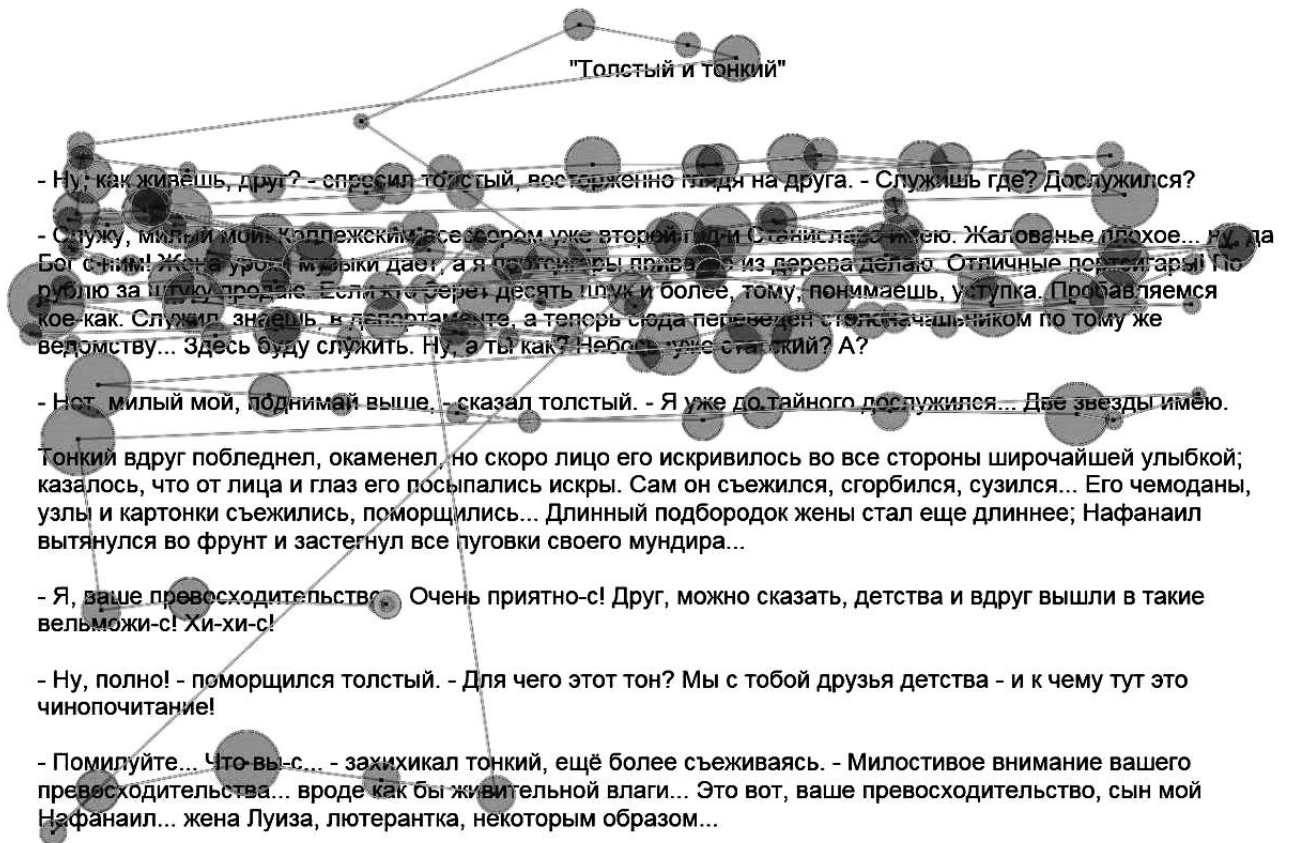 "Толстый и тонкий"
- Ну, как живёшь, друг? - спросил толстый, восторженно глядя на друга. - Служишь где? Дослужился?
- Служу, милый мой! Коллежским асессором уже второй год и Станислава имею. Жалованье плохое... ну, да
Бог с ним! Жена уроки музыки даёт, а я портсигары приватно из дерева делаю. Отличные портсигары! По
рублю за штуку продаю. Если кто берет десять штук и более, тому, понимаешь, уступка. Пробавляемся
кое-как. Служил, знаешь, в департаменте, а теперь сюда переведен столоначальником по тому же
ведомству... Здесь буду служить. Ну, а ты как? Небось, уже статский? А?
- Нет, милый мой, поднимай выше, - сказал толстый. - Я уже до тайного дослужился... Две звезды имею.
Тонкий вдруг побледнел, окаменел, но скоро лицо его искривилось во все стороны широчайшей улыбкой;
казалось, что от лица и глаз его посыпались искры. Сам он съежился, сгорбился, сузился... Его чемоданы,
узлы и картонки съежились, поморщились... Длинный подбородок жены стал еще длиннее; Нафанаил
вытянулся во фрунт и застегнул все пуговки своего мундира...
- Я, ваше превосходительство... Очень приятно-с! Друг, можно сказать, детства и вдруг вышли в такие
вельможи-с! Хи-хи-с!
- Ну, полно! - поморщился толстый. - Для чего этот тон? Мы с тобой друзья детства - и к чему тут это
чинопочитание!
- Помилуйте... Что вы-с... - захихикал тонкий, ещё более съеживаясь. - Милостивое внимание вашего
превосходительства... вроде как бы живительной влаги... Это вот, ваше превосходительство, сын мой
Нафанаил... жена Луиза, лютерантка, некоторым образом...